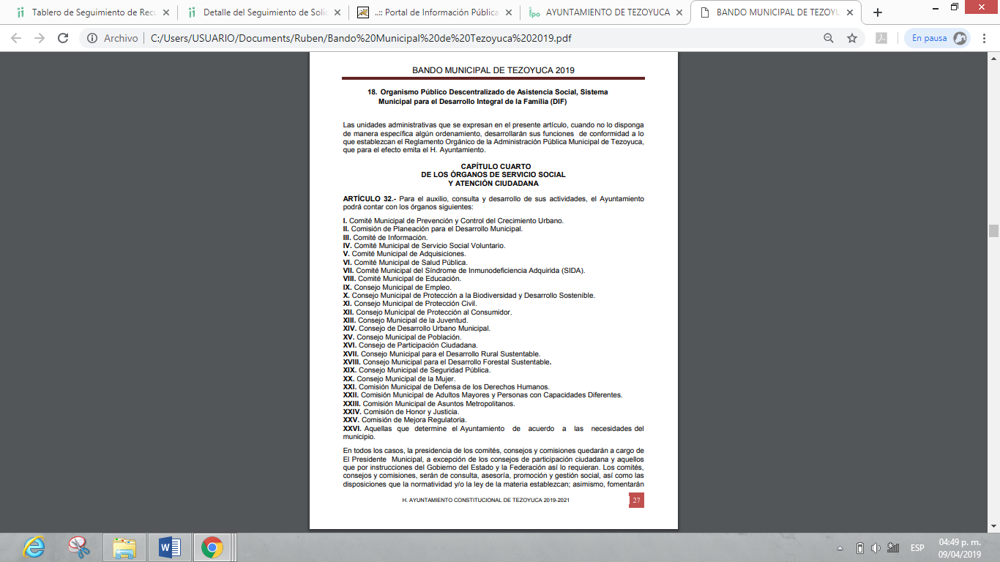 Tablero de Seguimiento de Recu
Detalle del Seguimiento de Solic
..:: Portal de Información Pública
ipo AYUNTAMIENTO DE TEZOYUCA
BANDO MUNICIPAL DE TEZOYU
Archivo C:/Users/USUARIO/Documents/Ruben/Bando%20Municipal%20de%20Tezoyuca%202019.pdf
En pausa
BANDO MUNICIPAL DE TEZOYUCA 2019
18. Organismo Público Descentralizado de Asistencia Social, Sistema
Municipal para el Desarrollo Integral de la Familia (DIF)
Las unidades administrativas que se expresan en el presente artículo, cuando no lo disponga
de manera específica algún ordenamiento, desarrollarán sus funciones de conformidad a lo
que establezcan el Reglamento Orgánico de la Administración Pública Municipal de Tezoyuca,
que para el efecto emita el H. Ayuntamiento.
CAPÍTULO CUARTO
DE LOS ÓRGANOS DE SERVICIO SOCIAL
Y ATENCIÓN CIUDADANA
ARTÍCULO 32.- Para el auxilio, consulta y desarrollo de sus actividades, el Ayuntamiento
podrá contar con los órganos siguientes:
I. Comité Municipal de Prevención y Control del Crecimiento Urbano.
II. Comisión de Planeación para el Desarrollo Municipal.
III. Comité de Información.
IV. Comité Municipal de Servicio Social Voluntario.
V. Comité Municipal de Adquisiciones.
VI. Comité Municipal de Salud Pública.
VII. Comité Municipal del Síndrome de Inmunodeficiencia Adquirida (SIDA).
VIII. Comité Municipal de Educación.
IX. Consejo Municipal de Empleo.
X. Consejo Municipal de Protección a la Biodiversidad y Desarrollo Sostenible.
XI. Consejo Municipal de Protección Civil.
XII. Consejo Municipal de Protección al Consumidor.
XIII. Consejo Municipal de la Juventud.
XIV. Consejo de Desarrollo Urbano Municipal.
XV. Consejo Municipal de Población.
XVI. Consejo de Participación Ciudadana.
XVII. Consejo Municipal para el Desarrollo Rural Sustentable.
XVIII. Consejo Municipal para el Desarrollo Forestal Sustentable.
XIX. Consejo Municipal de Seguridad Pública.
XX. Consejo Municipal de la Mujer.
XXI. Comisión Municipal de Defensa de los Derechos Humanos.
XXII. Comisión Municipal de Adultos Mayores y Personas con Capacidades Diferentes.
XXIII. Comisión Municipal de Asuntos Metropolitanos.
XXIV. Comisión de Honor y Justicia.
XXV. Comisión de Mejora Regulatoria.
XXVI. Aquellas que determine el Ayuntamiento de acuerdo a las necesidades del
municipio.
En todos los casos, la presidencia de los comités, consejos y comisiones quedarán a cargo de
El Presidente Municipal, a excepción de los consejos de participación ciudadana y aquellos
que por instrucciones del Gobierno del Estado y la Federación así lo requieran. Los comités,
consejos y comisiones, serán de consulta, asesoría, promoción y gestión social, así como las
disposiciones que la normatividad y/o la ley de la materia establezcan; asimismo, fomentarán
H. AYUNTAMIENTO CONSTITUCIONAL DE TEZOYUCA 2019-2021
27
ESP
04:49 p. m.
09/04/2019